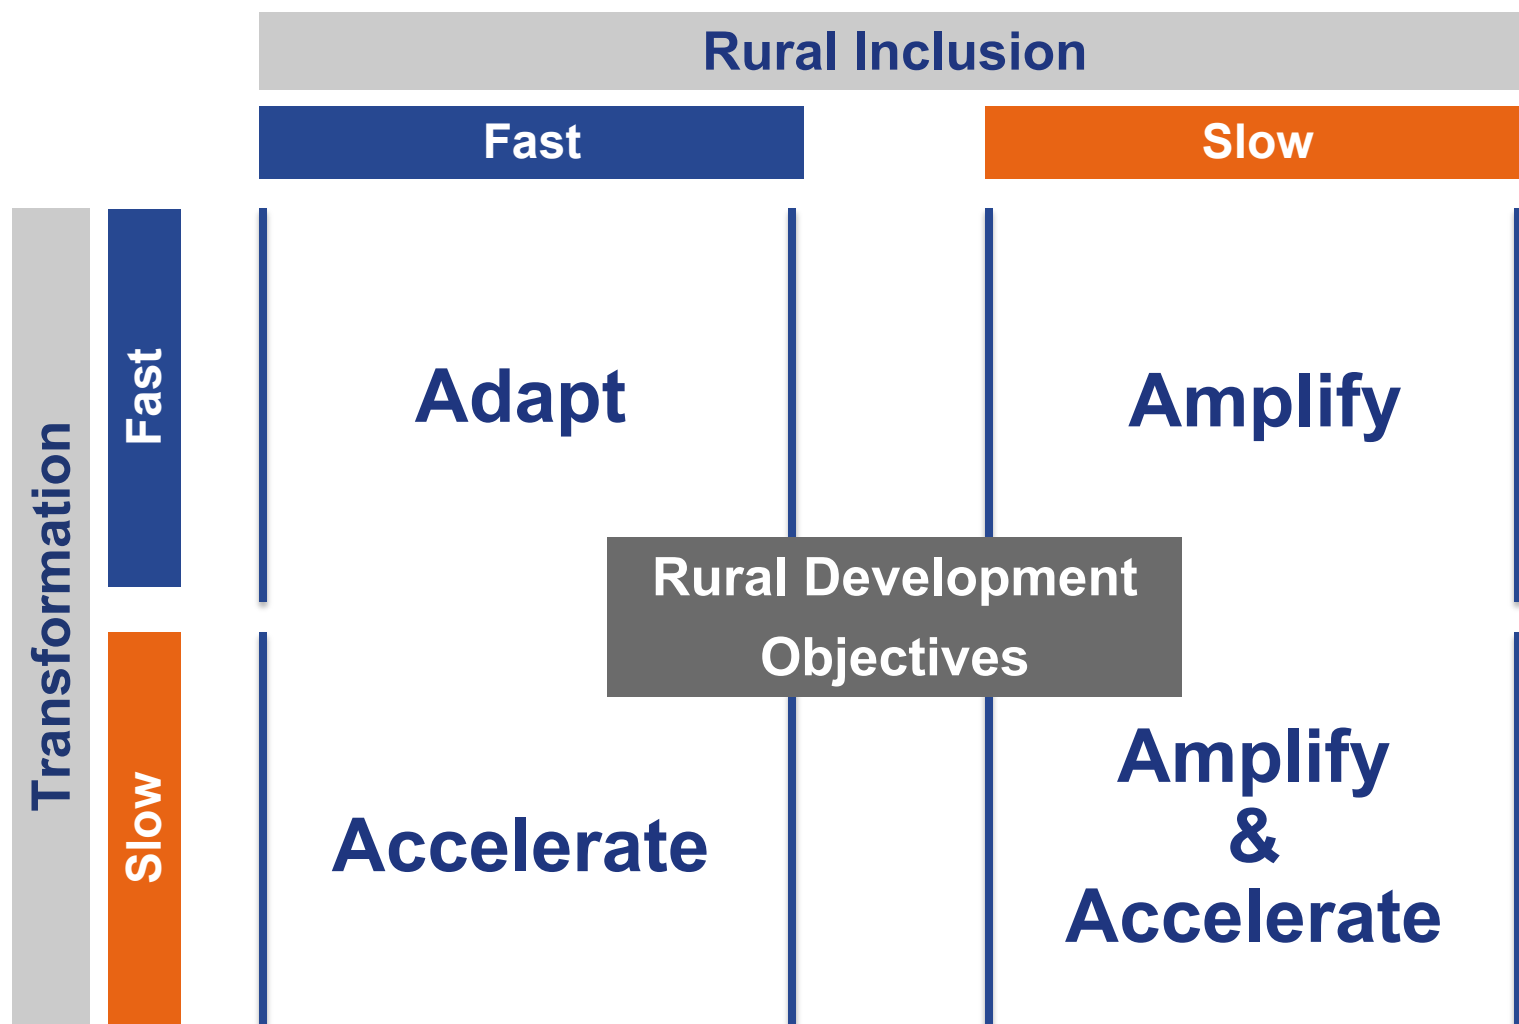 Rural Inclusion
Fast
Slow
Transformation
Fast
Slow
Adapt
Amplify
Rural Development
Objectives
Accelerate
Amplify
&
Accelerate